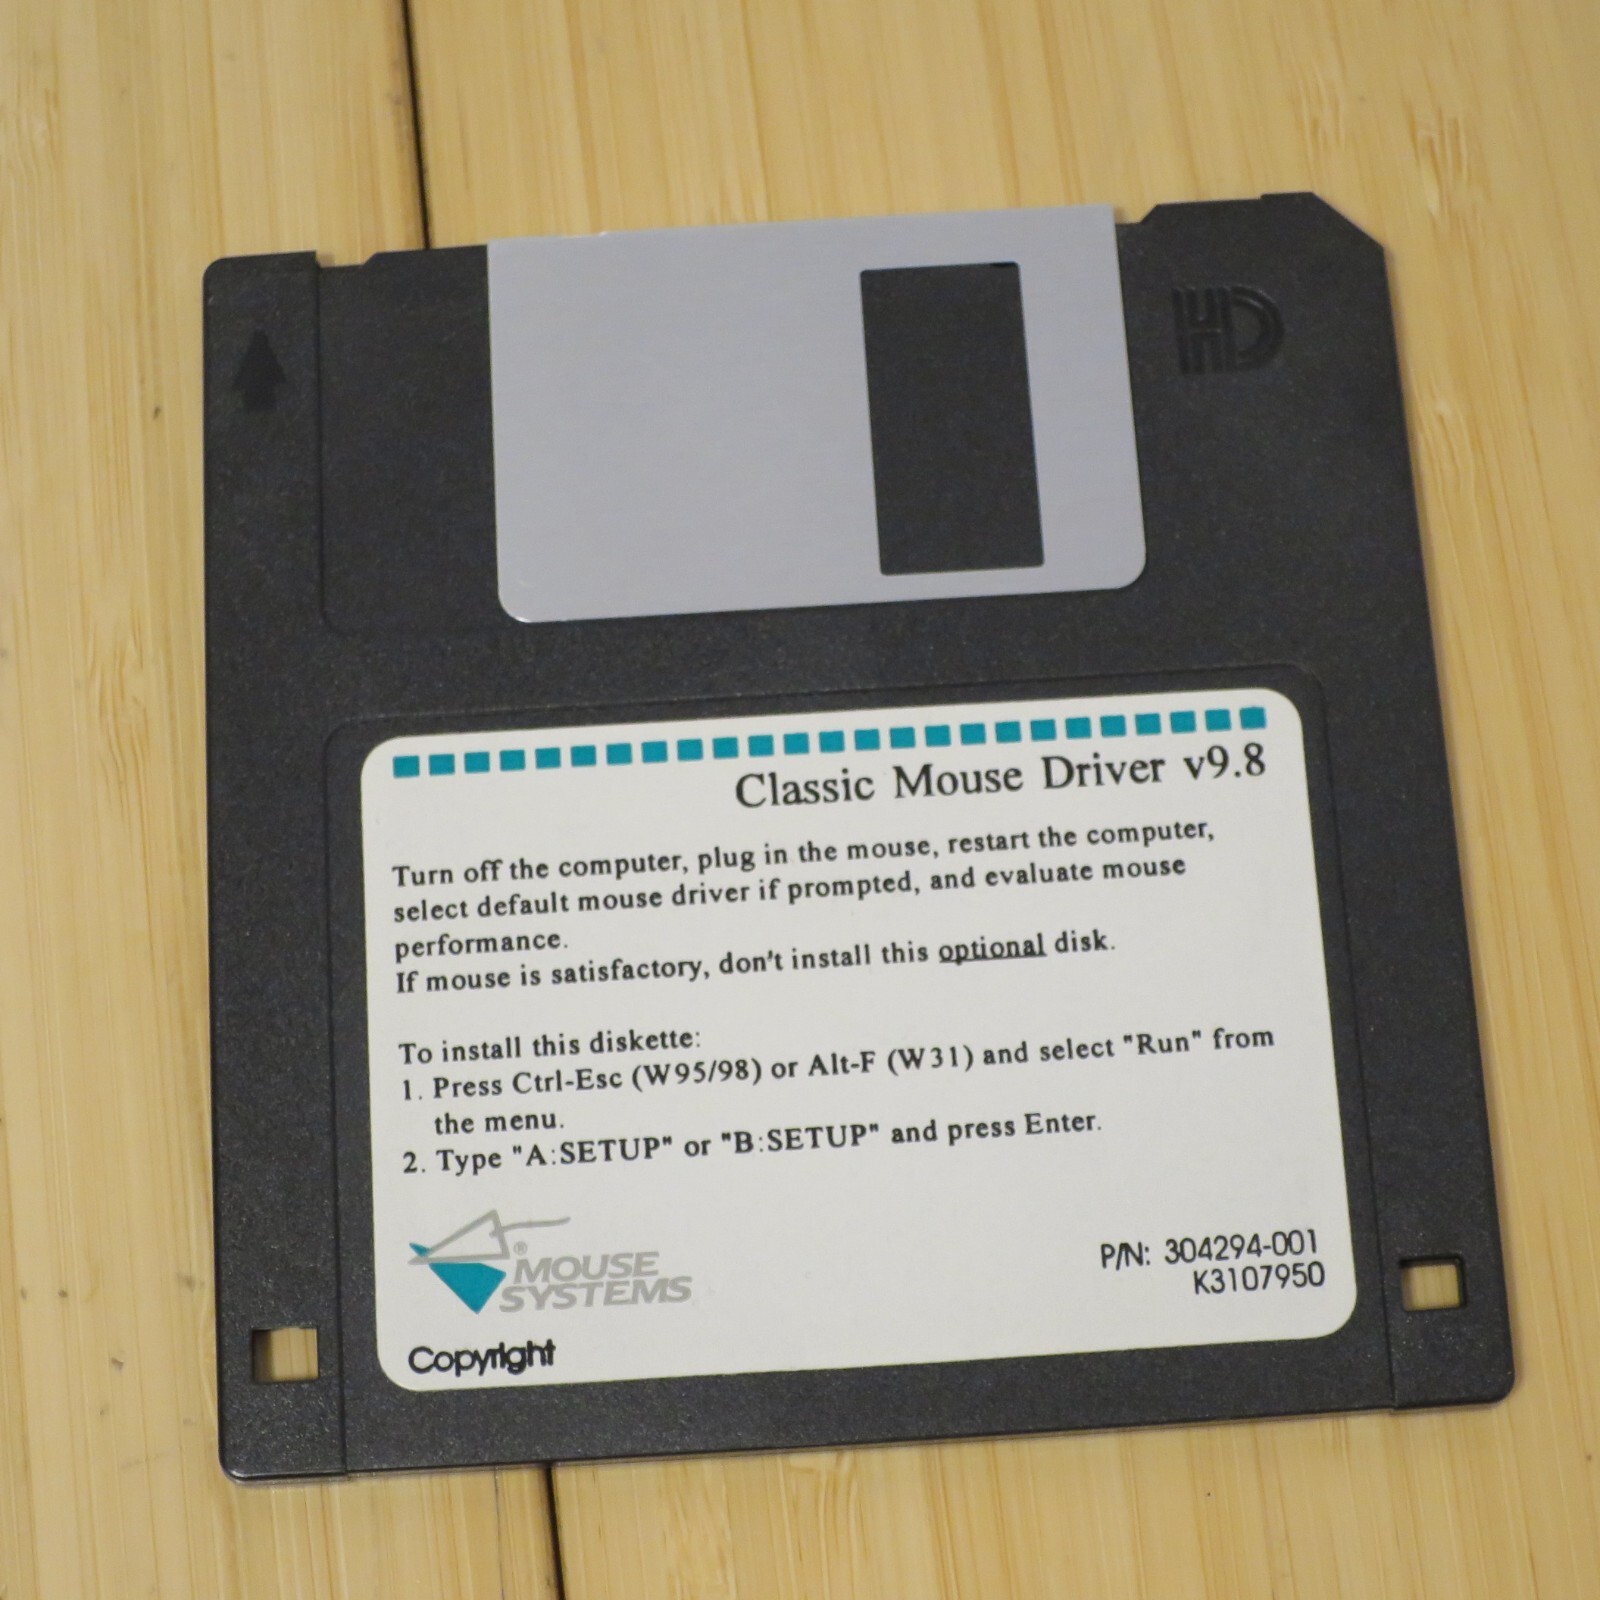 HD
Classic Mouse Driver v9.8
Turn off the computer, plug in the mouse, restart the computer,
select default mouse driver if prompted, and evaluate mouse
performance.
If mouse is satisfactory, don't install this optional disk.
To install this diskette:
1. Press Ctrl-Esc (W95/98) or Alt-F (W31) and select "Run" from
the menu.
2. Type "A:SETUP" or "B:SETUP" and press Enter.
® MOUSE
SYSTEMS
P/N: 304294-001
K3107950
Copyright